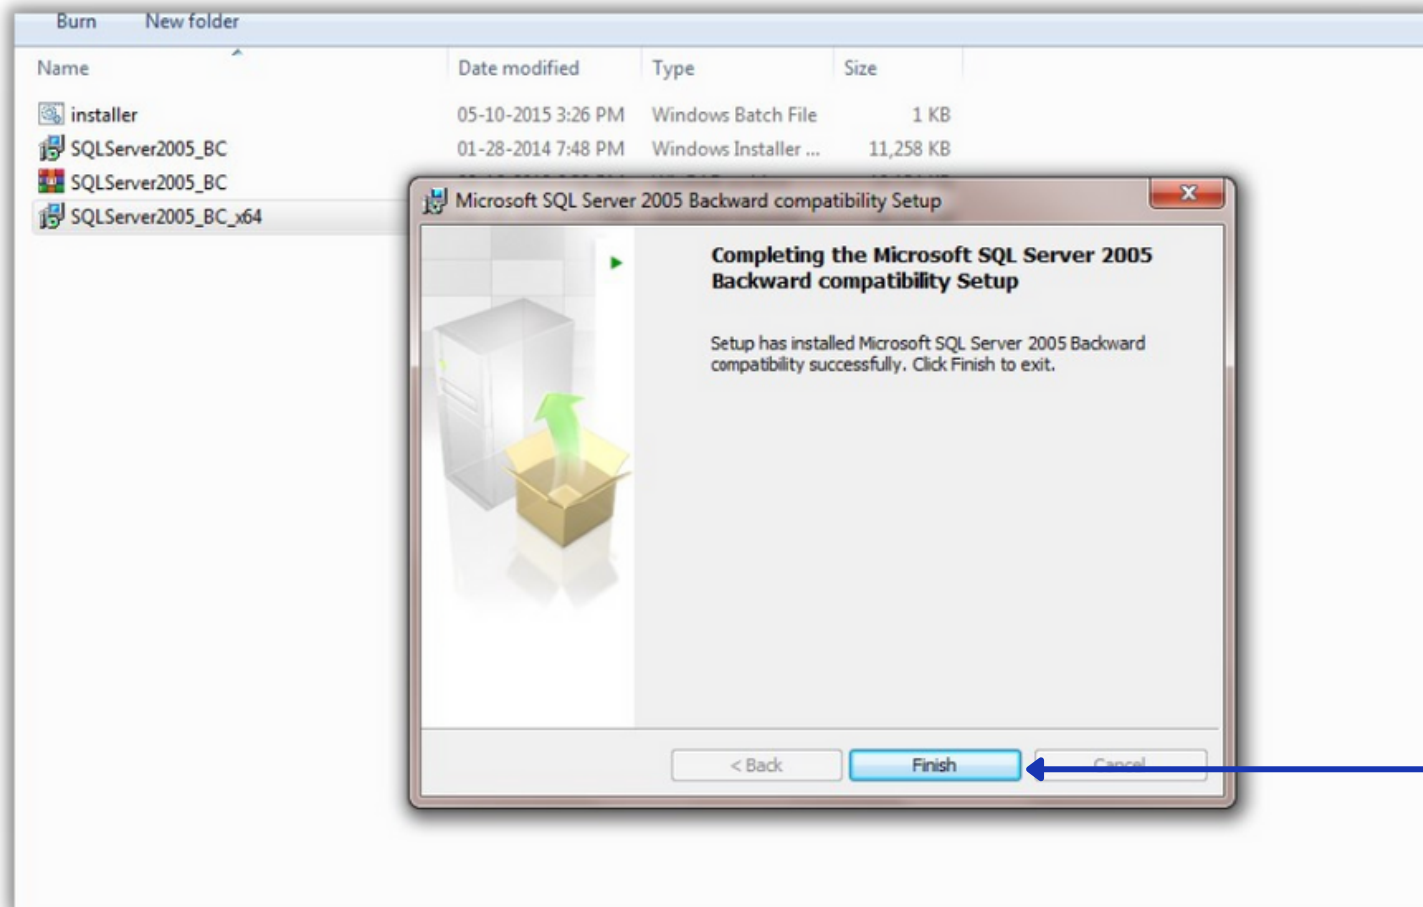 Burn New folder
Name Date modified Type Size
installer 05-10-2015 3:26 PM Windows Batch File 1 KB
SQLServer2005_BC 01-28-2014 7:48 PM Windows Installer ... 11,258 KB
SQLServer2005_BC
SQLServer2005_BC_x64
Microsoft SQL Server 2005 Backward compatibility Setup
Completing the Microsoft SQL Server 2005
Backward compatibility Setup
Setup has installed Microsoft SQL Server 2005 Backward
compatibility successfully. Click Finish to exit.
< Back Finish Cancel